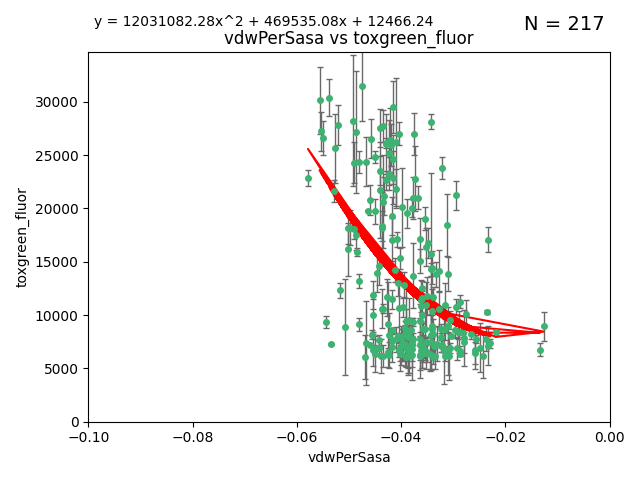 y = 12031082.28x^2 + 469535.08x + 12466.24
N = 217
vdwPerSasa vs toxgreen_fluor
30000
25000
20000
15000
10000
5000
0
toxgreen_fluor
−0.10 −0.08 −0.06 −0.04 −0.02 0.00
vdwPerSasa